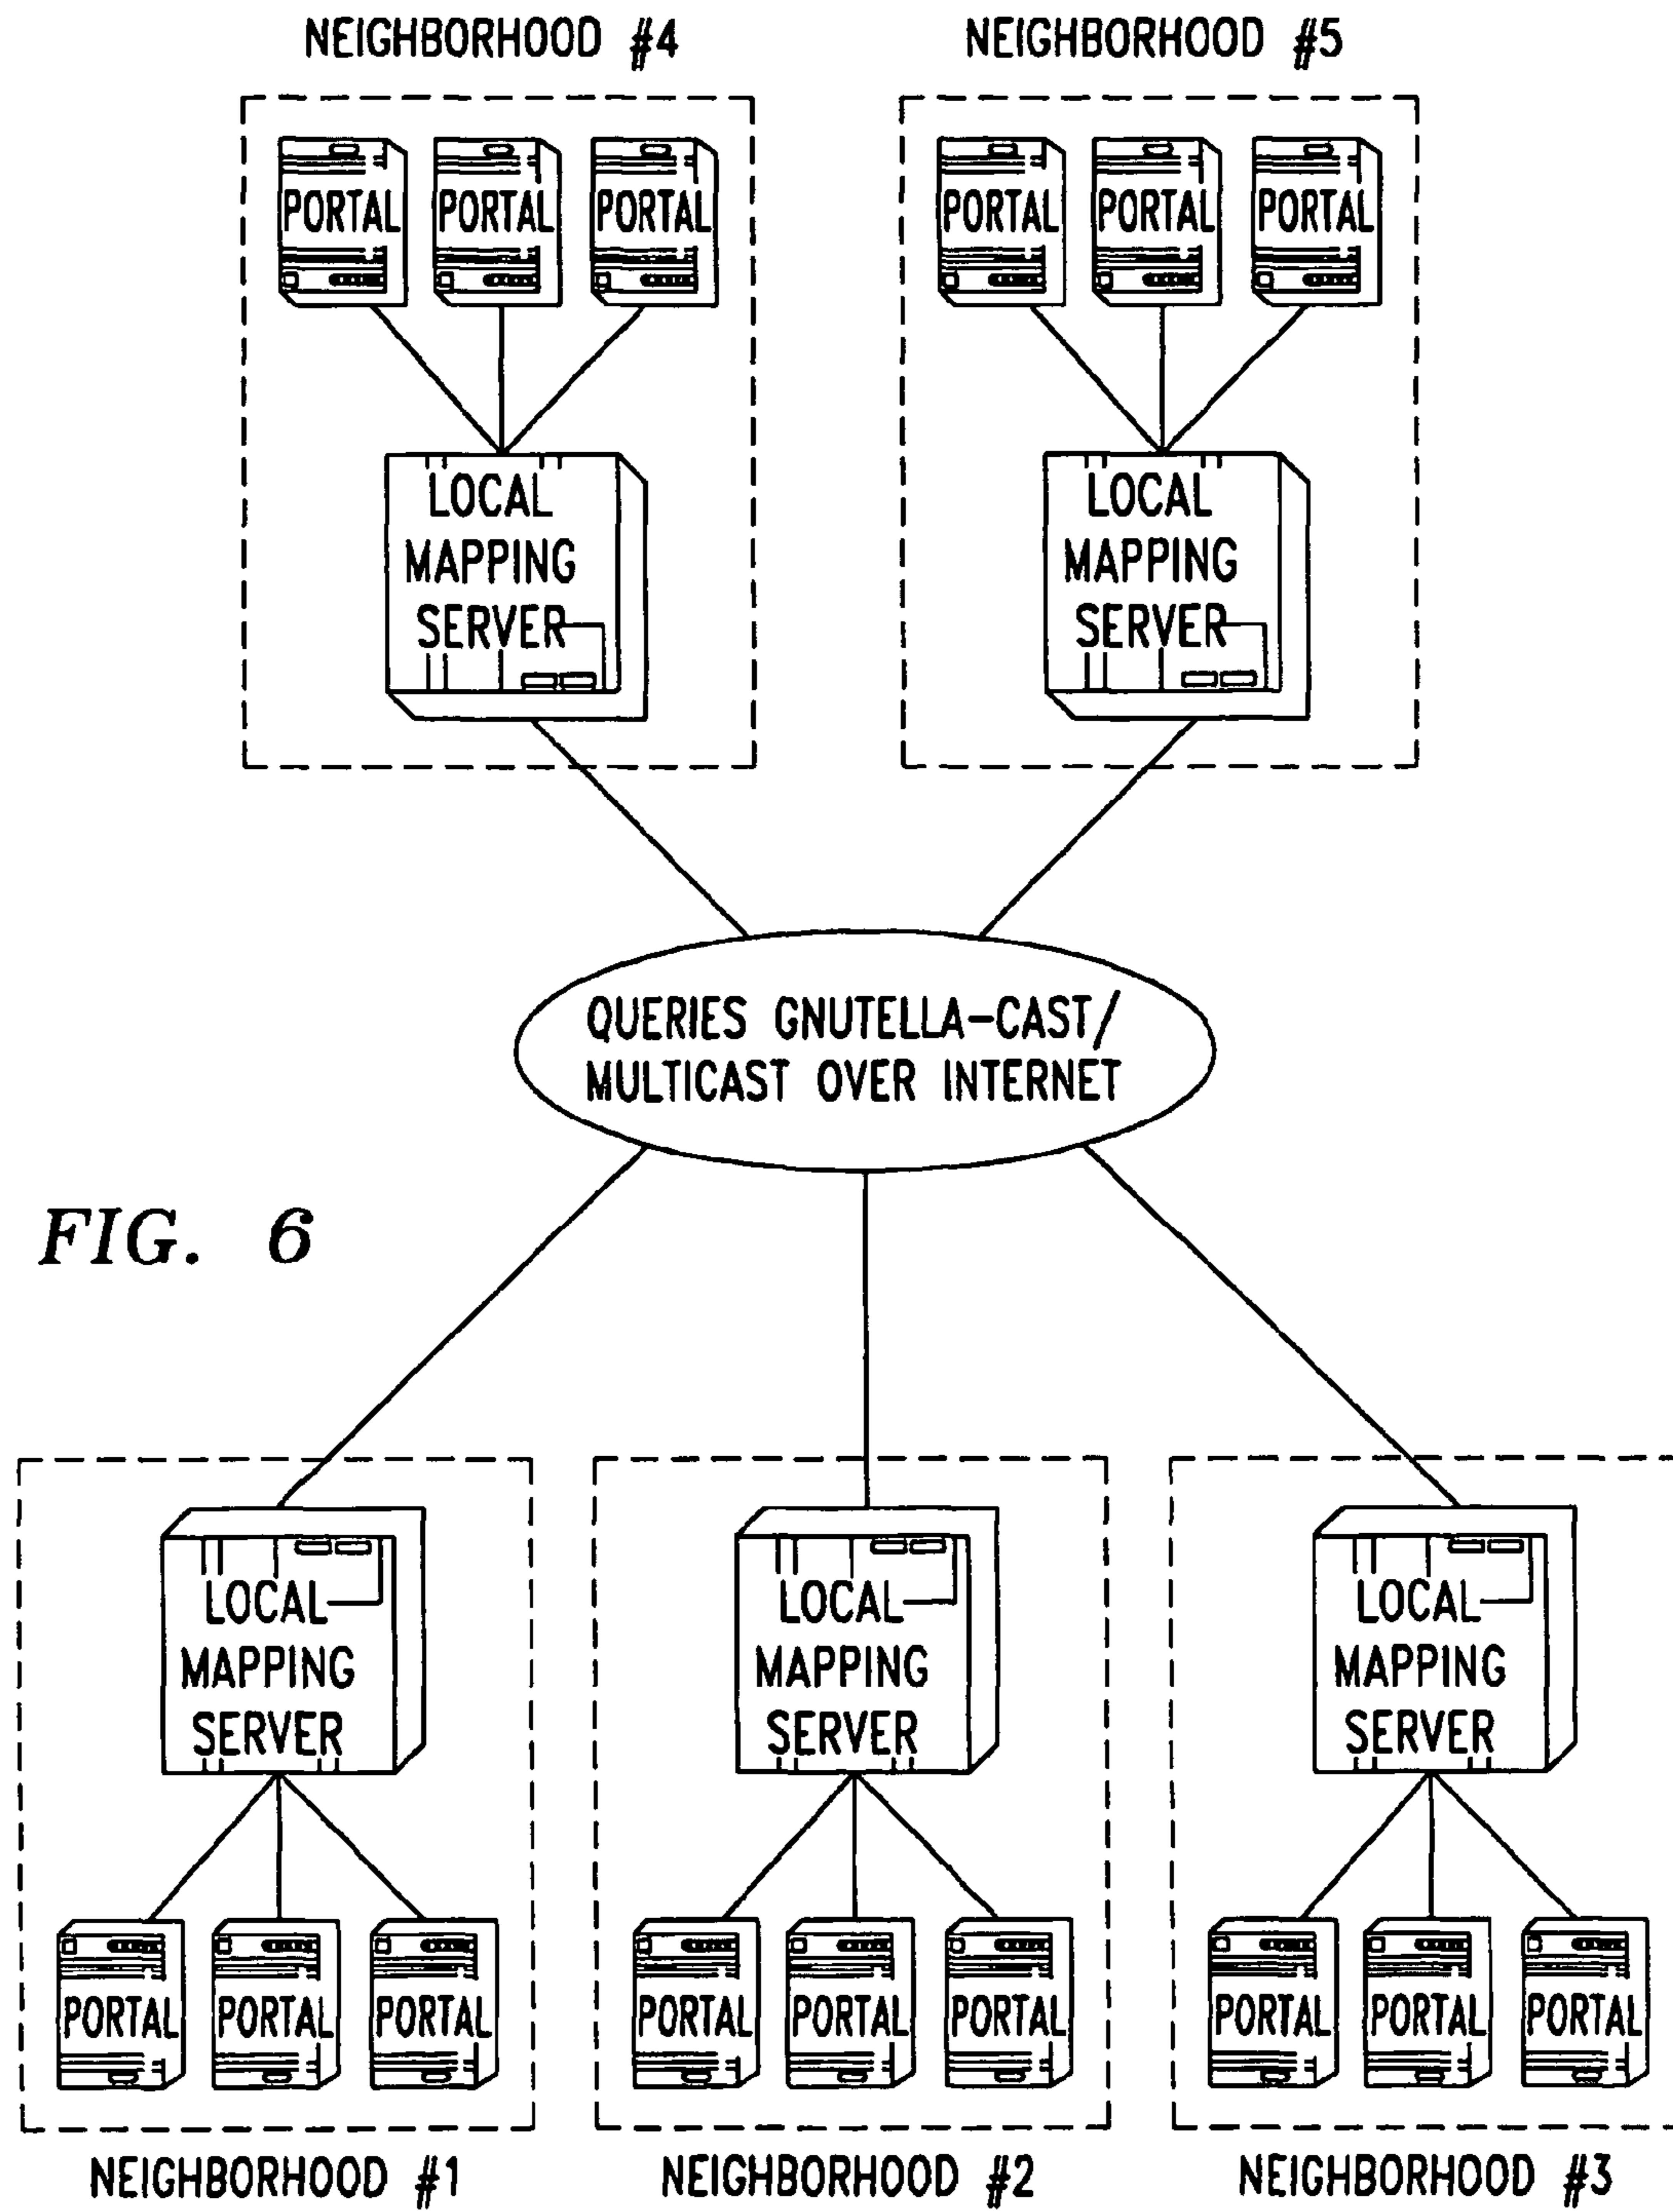 NEIGHBORHOOD #4
NEIGHBORHOOD #5
PORTAL PORTAL PORTAL
PORTAL PORTAL PORTAL
LOCAL
MAPPING
SERVER
LOCAL
MAPPING
SERVER
QUERIES GNUTELLA-CAST/
MULTICAST OVER INTERNET
FIG. 6
LOCAL
MAPPING
SERVER
LOCAL
MAPPING
SERVER
LOCAL
MAPPING
SERVER
PORTAL PORTAL PORTAL
PORTAL PORTAL PORTAL
PORTAL PORTAL PORTAL
NEIGHBORHOOD #1
NEIGHBORHOOD #2
NEIGHBORHOOD #3